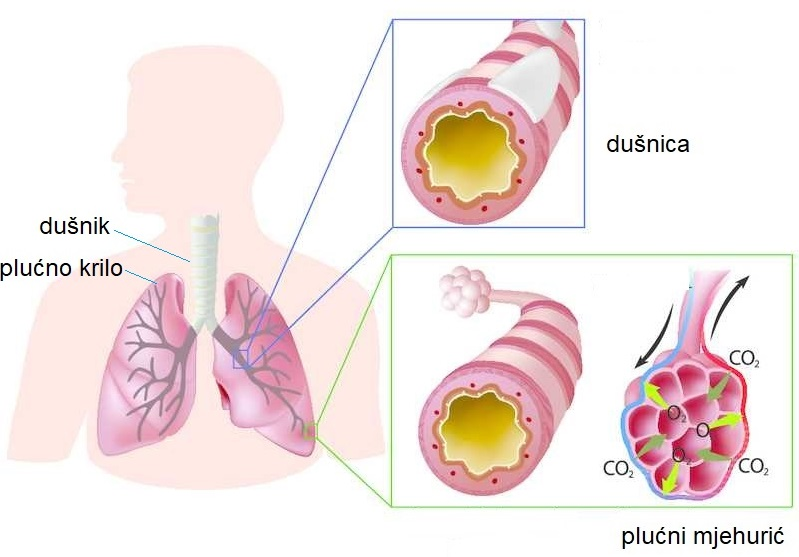 dušnica
dušnik
plućno krilo
CO₂
O₂
O
O₂
CO₂
CO₂
plućni mjehurić